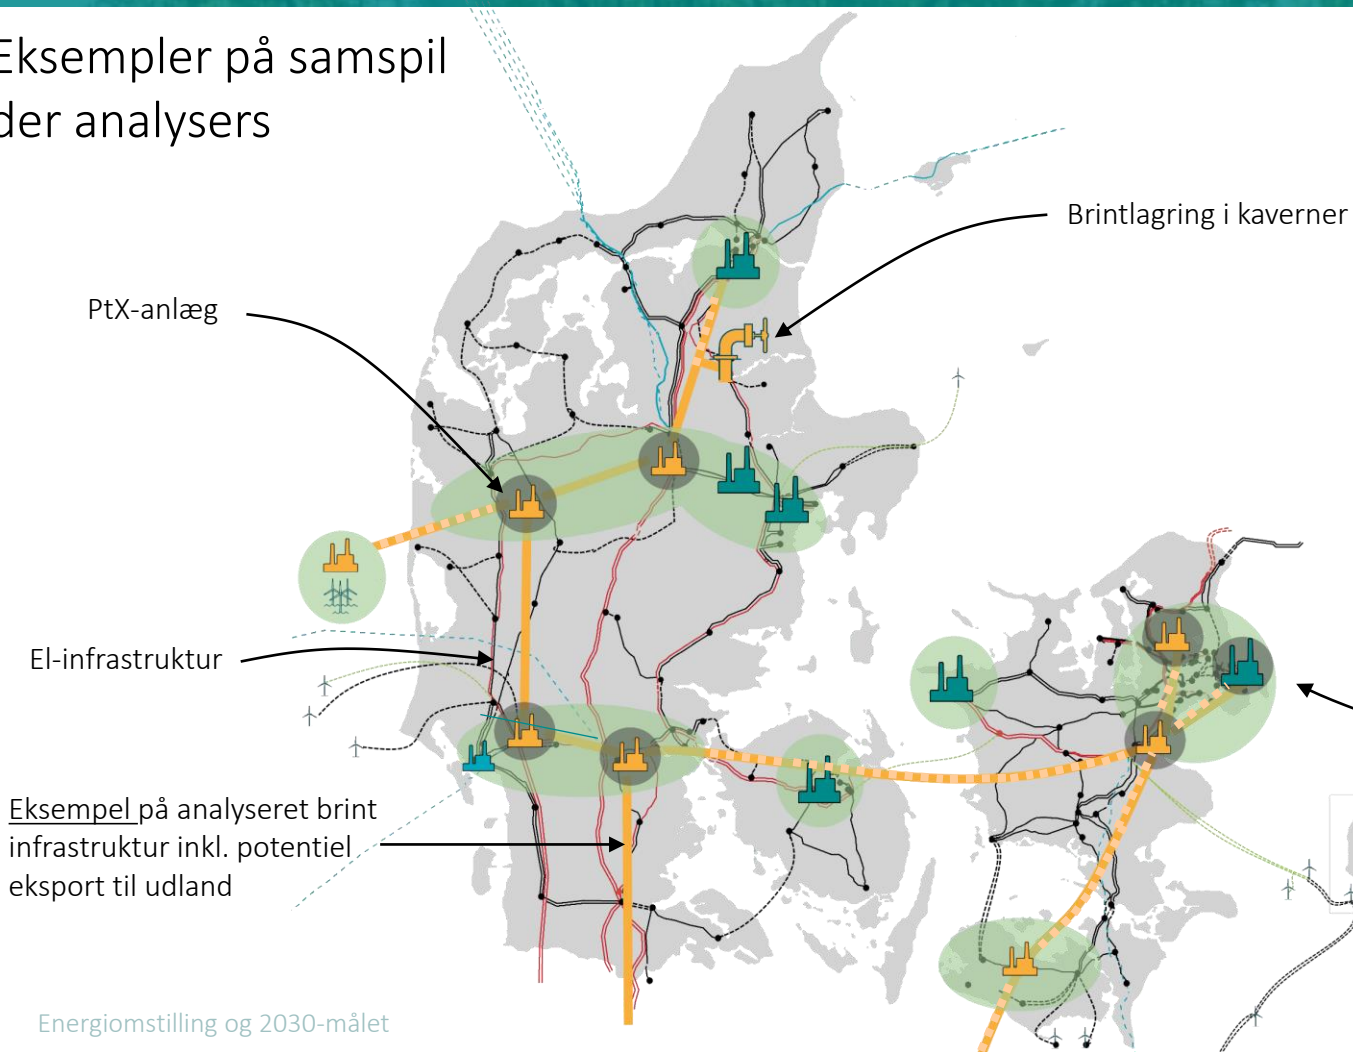 Eksempler på samspil
der analysers
Brintlagring i kaverner
PtX-anlæg
El-infrastruktur
Eksempel på analyseret brint
infrastruktur inkl. potentiel
eksport til udland
Energiomstilling og 2030-målet